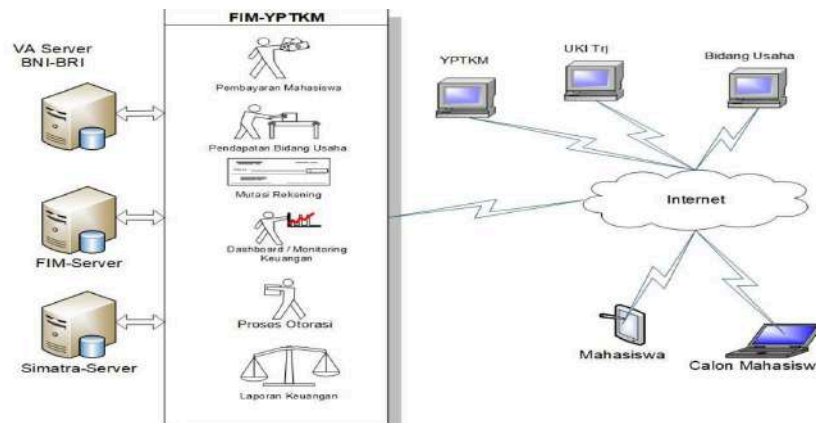 FIM-YPTKM
VA Server
BNI-BRI
FIM-Server
Simatra-Server
Pembayaran Mahasiswa
Pendapatan Bidang Usaha
Mutasi Rekening
Dashboard / Monitoring
Keuangan
Proses Otorasi
Laporan Keuangan
YPTKM
UKI Trj
Bidang Usaha
Internet
Mahasiswa
Calon Mahasisw